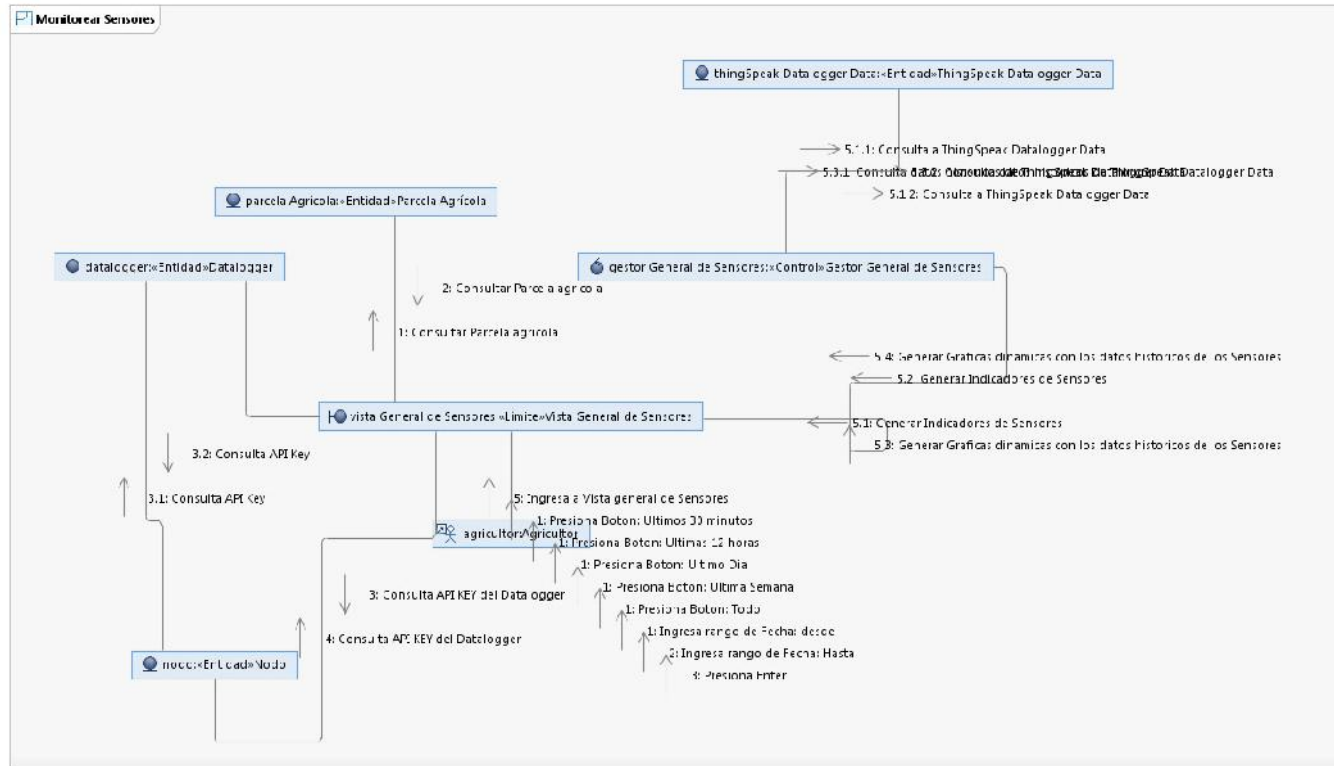 Monitorear Sensores
thingSpeak Datalogger Data:«Entidad»ThingSpeak Datalogger Data
5.1.1: Consulta a ThingSpeak Datalogger Data
5.3.1: Consulta datos Datalogger Data
5.1.2: Consulta a ThingSpeak Datalogger Data
parcela Agricola:«Entidad»Parcela Agrícola
datalogger:«Entidad»Datalogger
gestor General de Sensores:«Control»Gestor General de Sensores
2: Consultar Parcela agricola
1: Consultar Parcela agricola
5.4: Generar Graficas dinamicas con los datos historicos de los Sensores
5.2: Generar Indicadores de Sensores
vista General de Sensores:«Limite»Vista General de Sensores
5.1: Generar Indicadores de Sensores
5.3: Generar Graficas dinamicas con los datos historicos de los Sensores
3.2: Consulta API Key
3.1: Consulta API Key
5: Ingresa a Vista general de Sensores
1: Presiona Boton: Ultimos 30 minutos
agricultor:Agricultor
1: Presiona Boton: Ultimas 12 horas
1: Presiona Boton: Ultimo Dia
1: Presiona Boton: Ultima Semana
3: Consulta API KEY del Datalogger
1: Presiona Boton: Todo
1: Ingresa rango de Fecha: desde
4: Consulta API KEY del Datalogger
2: Ingresa rango de Fecha: Hasta
nodo:«Entidad»Nodo
3: Presiona Enter